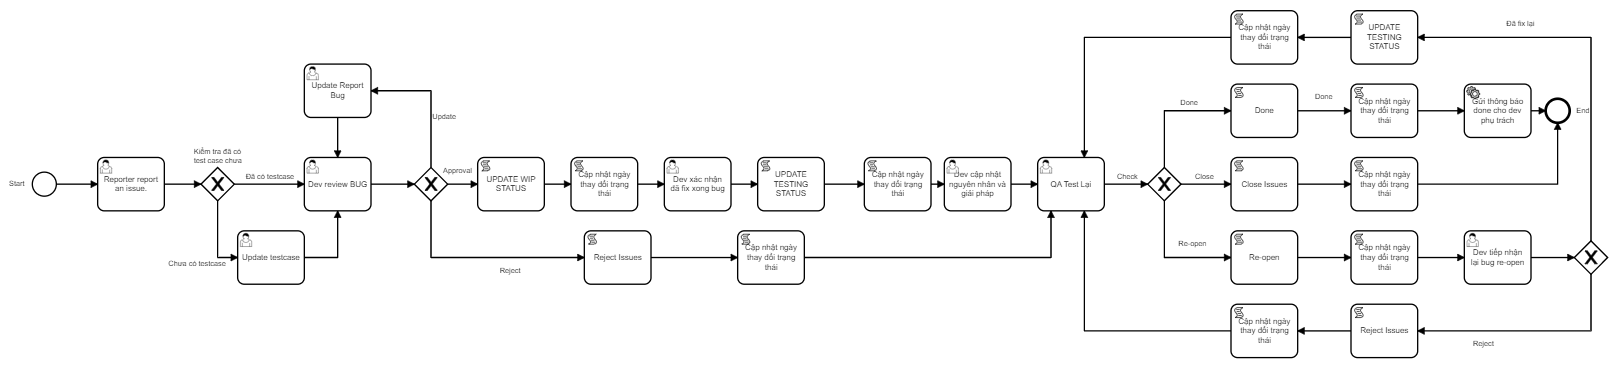 Start
Reporter report
an issue.
Kiểm tra đã có
test case chưa
Đã có testcase
Chưa có testcase
Update testcase
Update Report
Bug
Dev review BUG
Update
Approval
Reject
UPDATE WIP
STATUS
Cập nhật ngày
thay đổi trạng
thái
Dev xác nhận
đã fix xong bug
UPDATE
TESTING
STATUS
Cập nhật ngày
thay đổi trạng
thái
Dev cập nhật
nguyên nhân và
giải pháp
Reject Issues
Cập nhật ngày
thay đổi trạng
thái
QA Test Lại
Check
Cập nhật ngày
thay đổi trạng
thái
UPDATE
TESTING
STATUS
Đã fix lại
Done
Done
Done
Cập nhật ngày
thay đổi trạng
thái
Gửi thông báo
done cho dev
phụ trách
End
Close
Close Issues
Cập nhật ngày
thay đổi trạng
thái
Re-open
Re-open
Cập nhật ngày
thay đổi trạng
thái
Dev tiếp nhận
lại bug re-open
Cập nhật ngày
thay đổi trạng
thái
Reject Issues
Reject